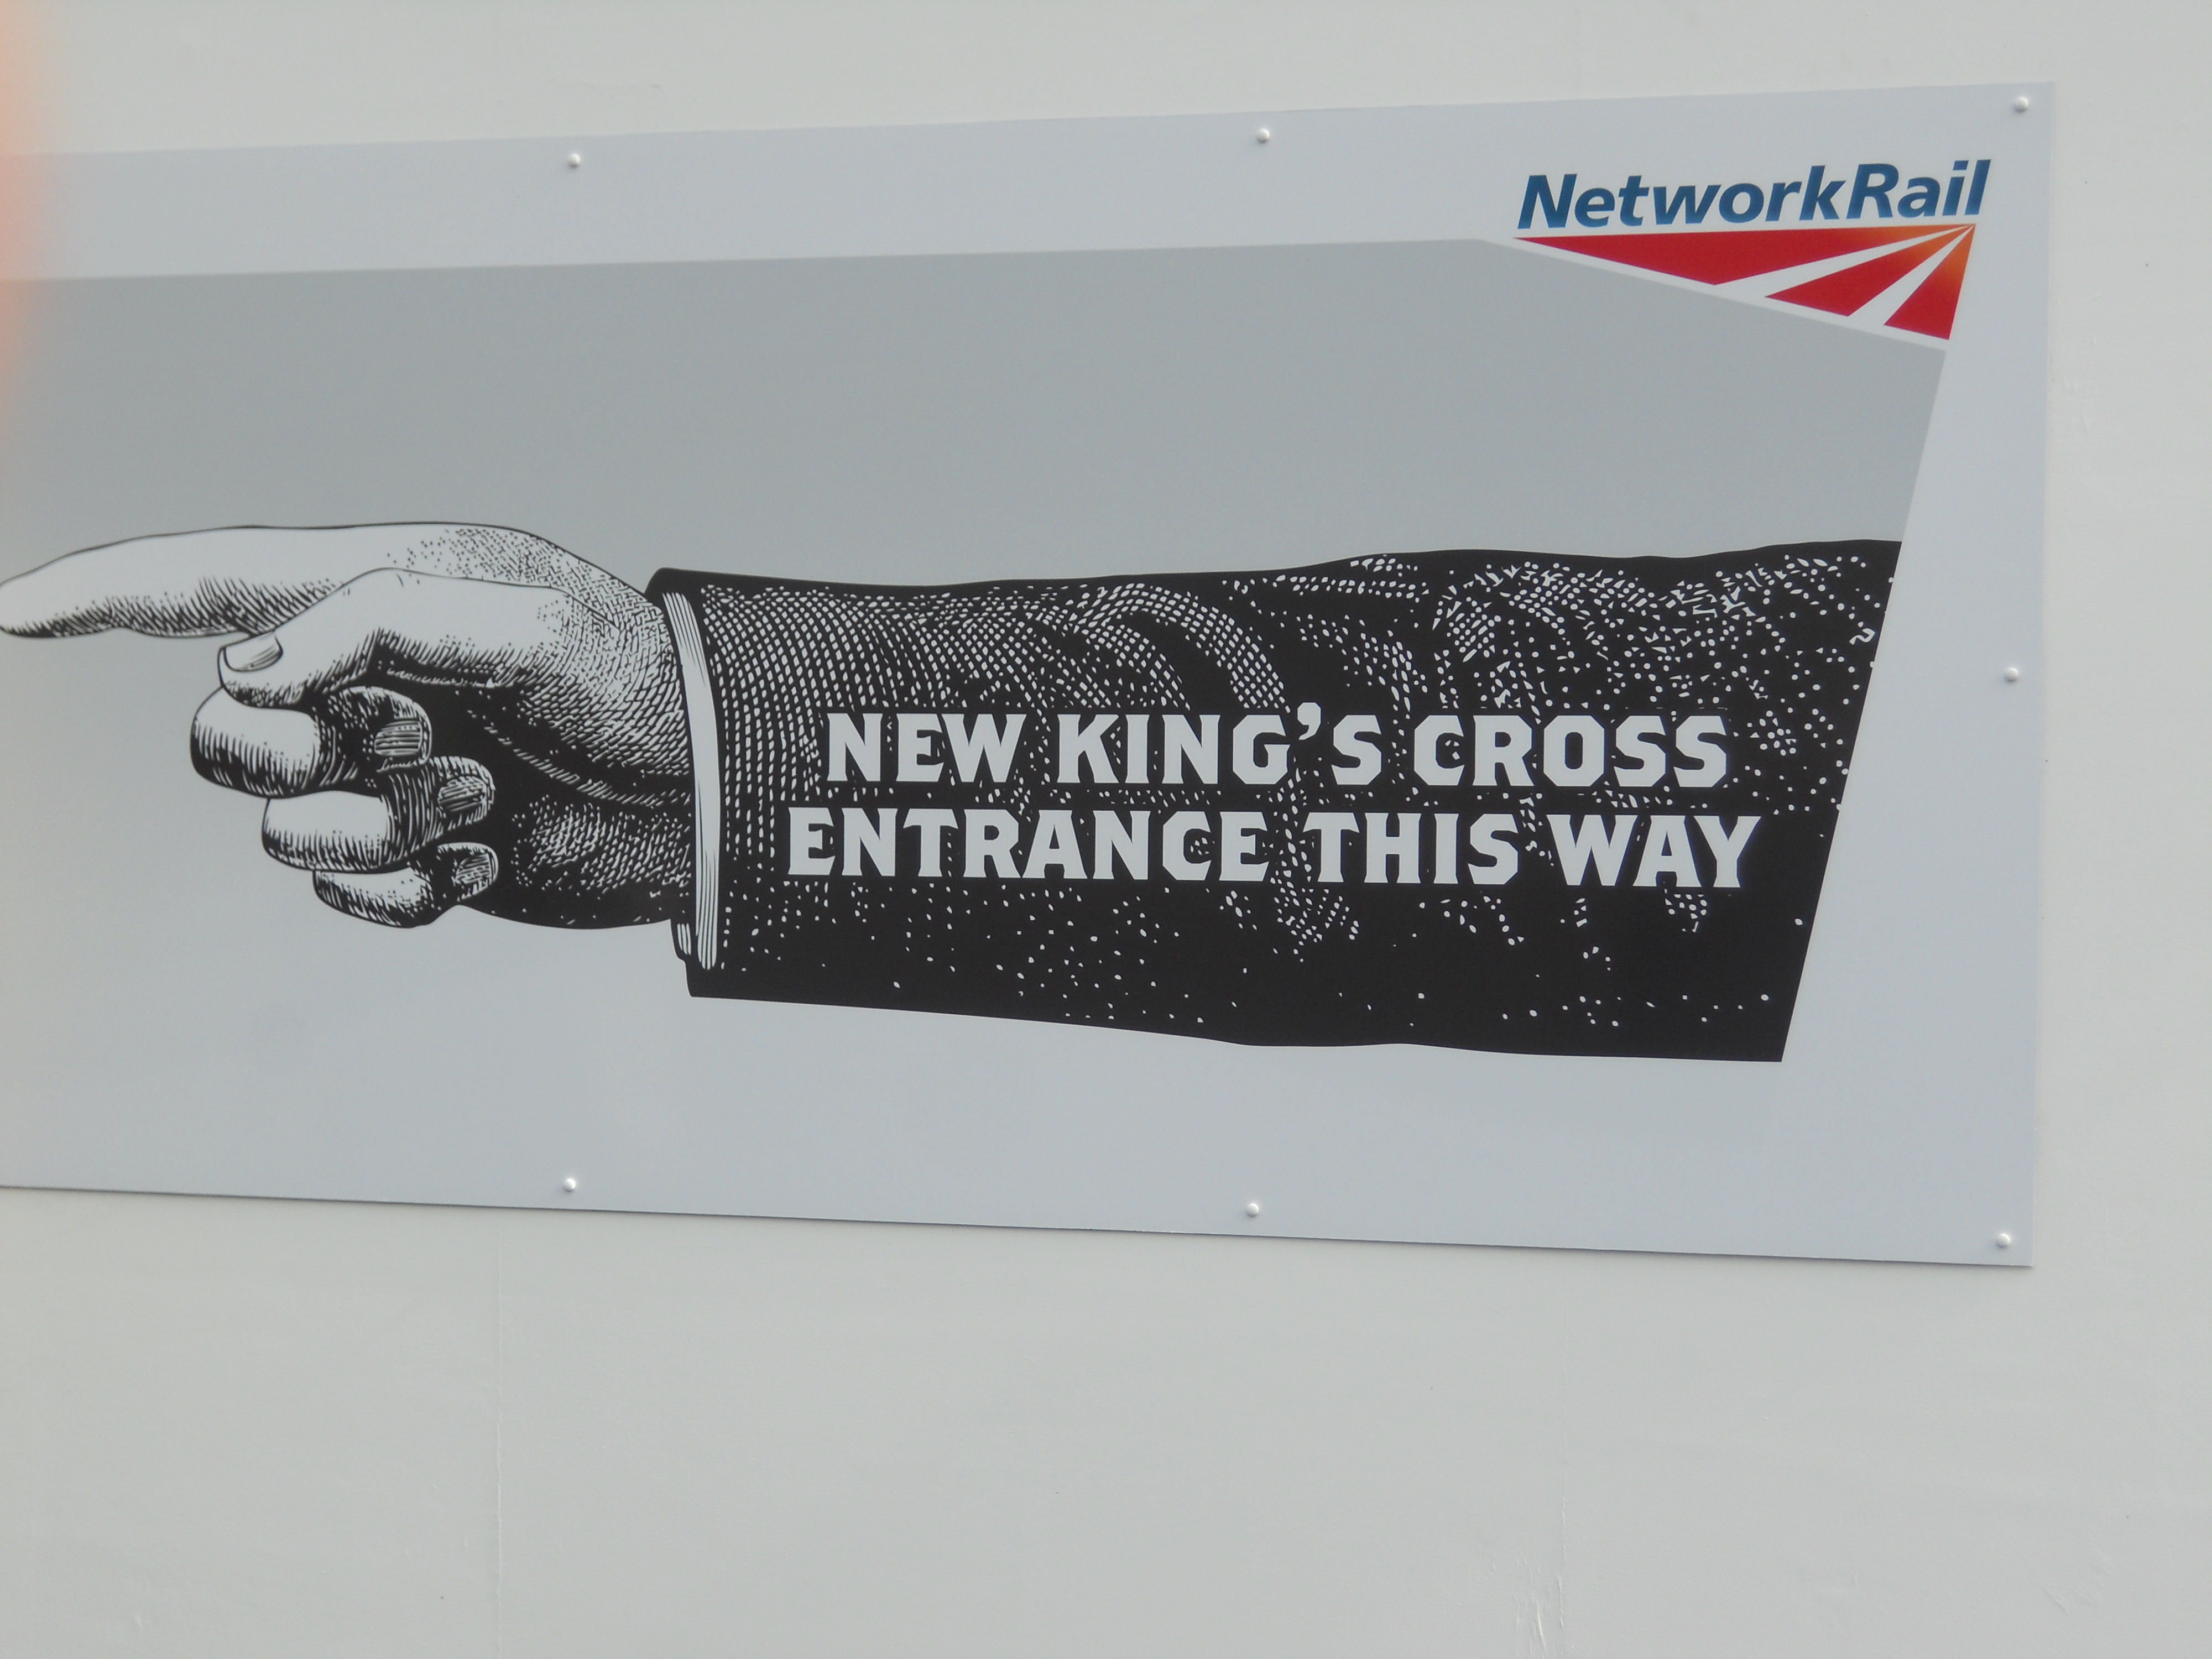 NetworkRail
NEW KING'S CROSS
ENTRANCE THIS WAY